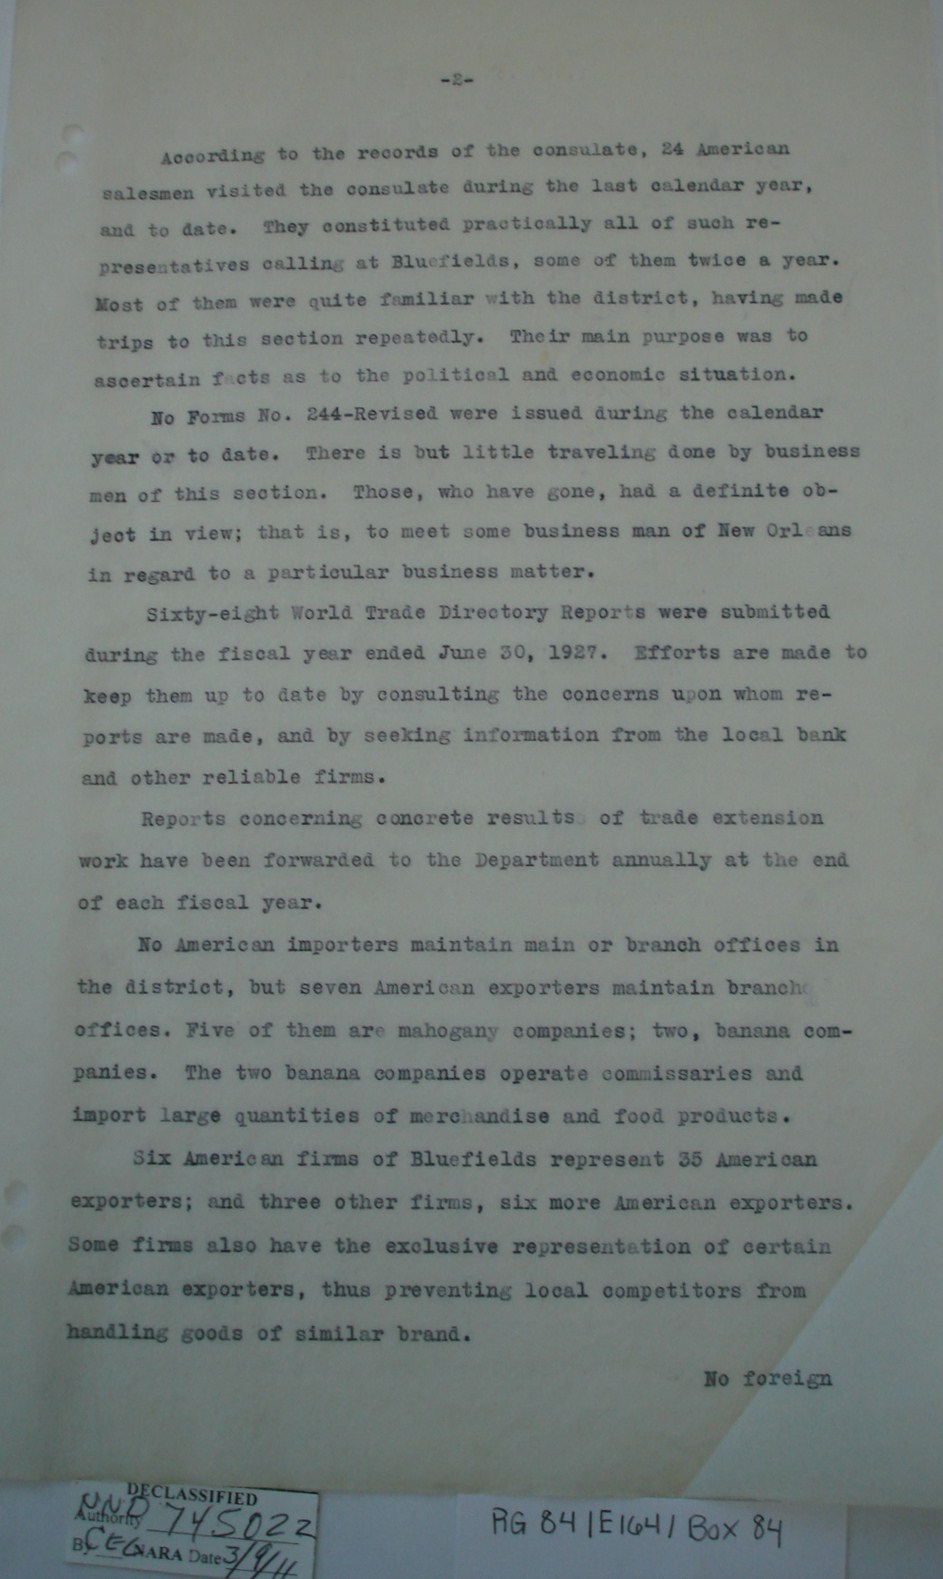 -2-
According to the records of the consulate, 24 American
salesmen visited the consulate during the last calendar year,
and to date. They constituted practically all of such re-
presentatives calling at Bluefields, some of them twice a year.
Most of them were quite familiar with the district, having made
trips to this section repeatedly. Their main purpose was to
ascertain facts as to the political and economic situation.
No Forms No. 244-Revised were issued during the calendar
year or to date. There is but little traveling done by business
men of this section. Those, who have gone, had a definite ob-
ject in view; that is, to meet some business man of New Orleans
in regard to a particular business matter.
Sixty-eight World Trade Directory Reports were submitted
during the fiscal year ended June 30, 1927. Efforts are made to
keep them up to date by consulting the concerns upon whom re-
ports are made, and by seeking information from the local bank
and other reliable firms.
Reports concerning concrete results of trade extension
work have been forwarded to the Department annually at the end
of each fiscal year.
No American importers maintain main or branch offices in
the district, but seven American exporters maintain branch
offices. Five of them are mahogany companies; two, banana com-
panies. The two banana companies operate commissaries and
import large quantities of merchandise and food products.
Six American firms of Bluefields represent 35 American
exporters; and three other firms, six more American exporters.
Some firms also have the exclusive representation of certain
American exporters, thus preventing local competitors from
handling goods of similar brand.
No foreign
DECLASSIFIED
Authority NND 745022
By CEG NARA Date 3/9/11
RG 84 | E164 | Box 84